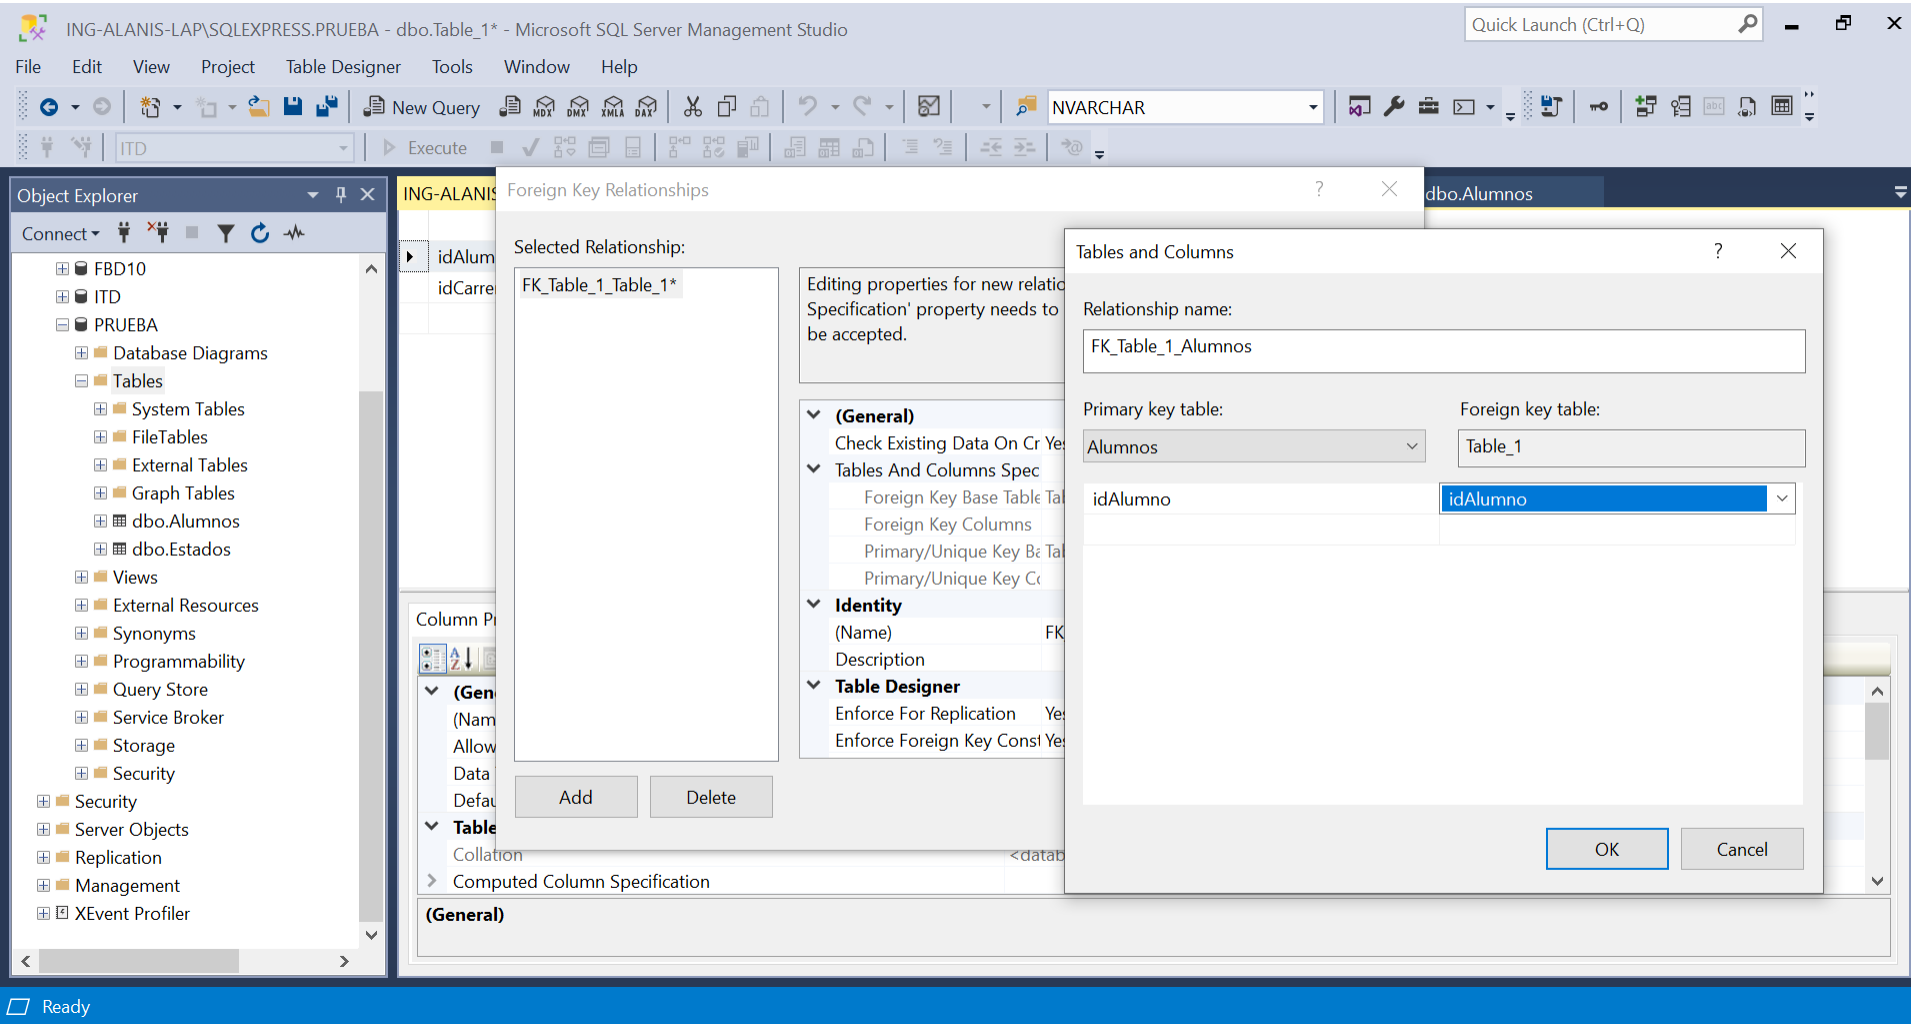 ING-ALANIS-LAP\SQLEXPRESS.PRUEBA - dbo.Table_1* - Microsoft SQL Server Management Studio
Quick Launch (Ctrl+Q)
File Edit View Project Table Designer Tools Window Help
New Query MDX DMX XMLA DAX NVARCHAR abc
ITD Execute
Object Explorer
Connect
FBD10
ITD
PRUEBA
Database Diagrams
Tables
System Tables
FileTables
External Tables
Graph Tables
dbo.Alumnos
dbo.Estados
Views
External Resources
Synonyms
Programmability
Query Store
Service Broker
Storage
Security
Security
Server Objects
Replication
Management
XEvent Profiler
ING-ALANIS
dbo.Alumnos
idAlum
idCarre
Foreign Key Relationships
?
Selected Relationship:
FK_Table_1_Table_1*
Add
Delete
Editing properties for new relatio
Specification' property needs to
be accepted.
(General)
Check Existing Data On Cr Yes
Tables And Columns Spec
Foreign Key Base Table Tal
Foreign Key Columns
Primary/Unique Key Ba Tal
Primary/Unique Key Co
Identity
(Name) FK
Description
Table Designer
Enforce For Replication Yes
Enforce Foreign Key Const Yes
Tables and Columns
?
Relationship name:
FK_Table_1_Alumnos
Primary key table:
Foreign key table:
Alumnos
Table_1
idAlumno
idAlumno
OK
Cancel
Column Pr
A
Z
(Gen
(Nam
Allow
Data
Defau
Table
Collation <datab
Computed Column Specification
(General)
Ready